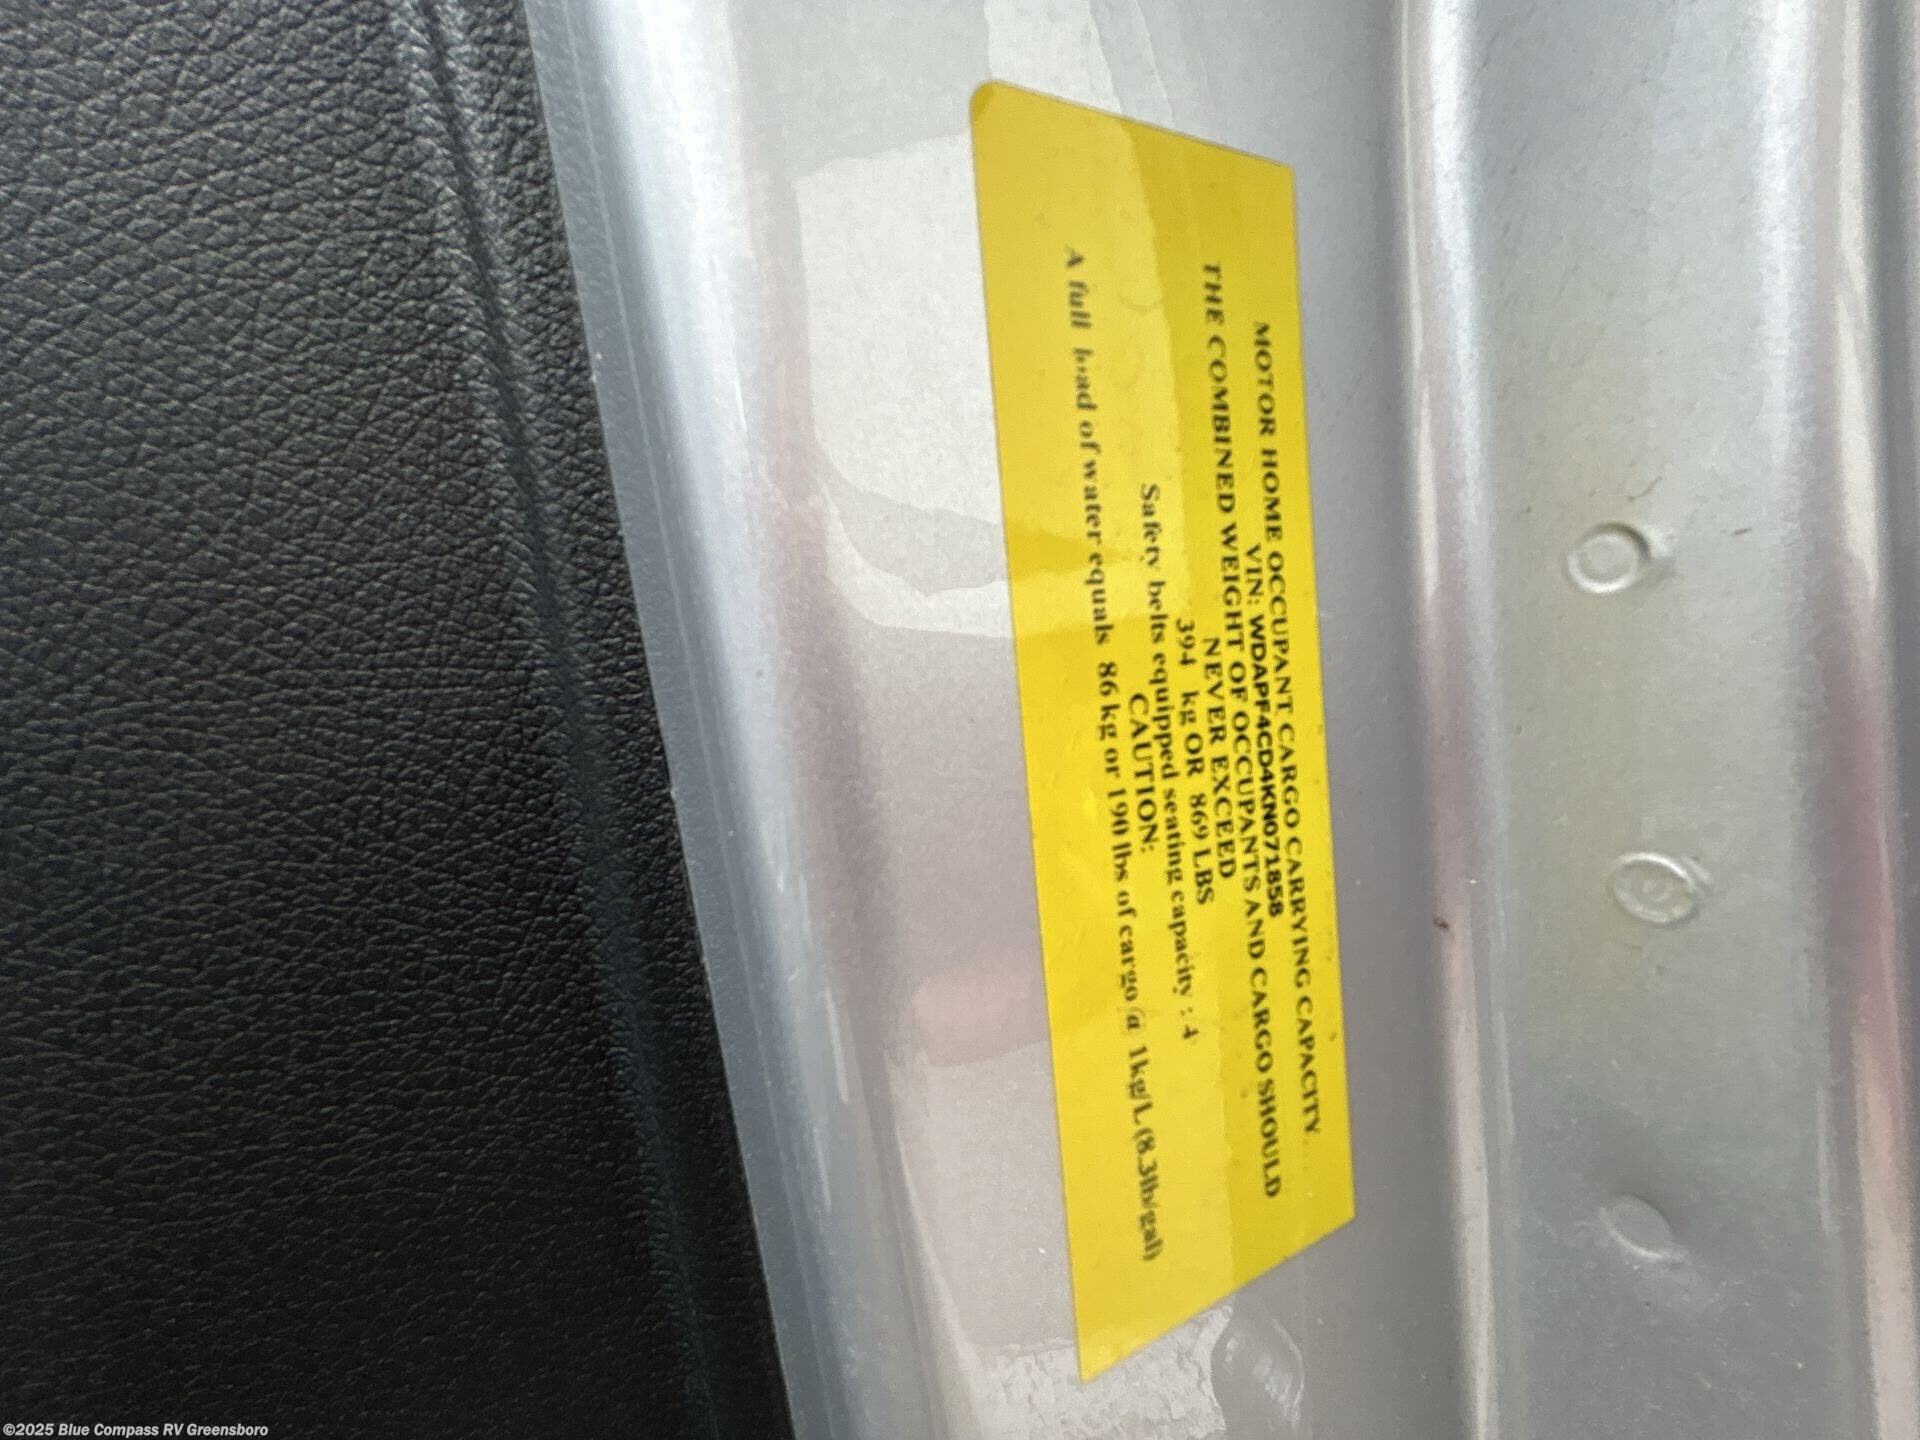 MOTOR HOME OCCUPANT CARGO CARRYING CAPACITY
VIN: WDAPF4CD4KN071858
THE COMBINED WEIGHT OF OCCUPANTS AND CARGO SHOULD
NEVER EXCEED
394 kg OR 869 LBS
Safety belts equipped seating capacity : 4
CAUTION:
A full load of water equals 86 kg or 190 lbs of cargo @ 1kg/L (8.3lb/gal)
©2025 Blue Compass RV Greensboro